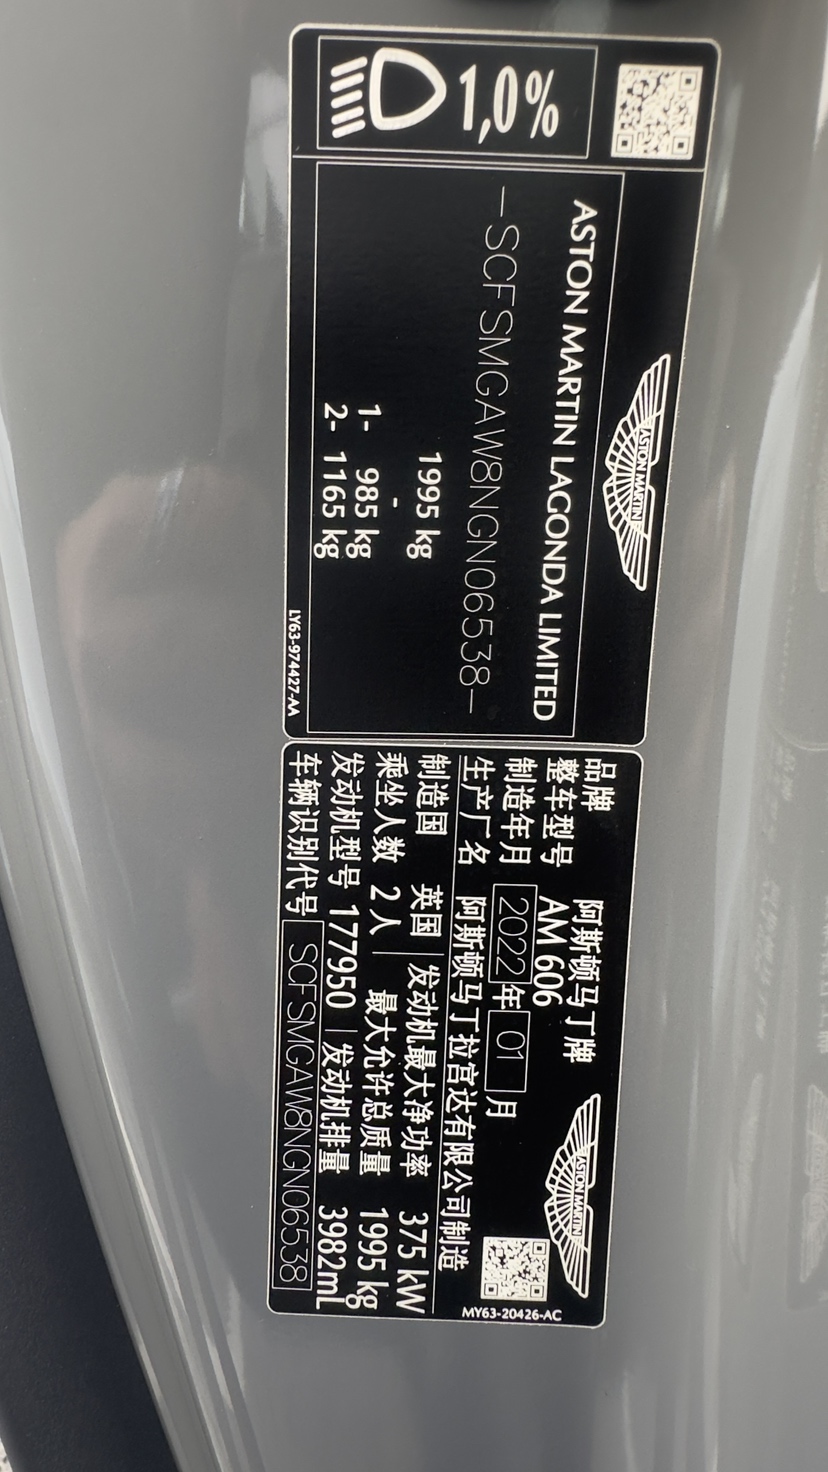 1,0%
ASTON MARTIN
ASTON MARTIN LAGONDA LIMITED
—SCFSMGAW8NGN06538—
1995 kg
-
1- 985 kg
2- 1165 kg
LY63-974427-AA
品牌 阿斯顿马丁牌
整车型号 AM 606
制造年月 2022 年 01 月
生产厂名 阿斯顿马丁拉宫达有限公司制造
制造国 英国 发动机最大净功率 375 kW
乘坐人数 2人 最大允许总质量 1995 kg
发动机型号 177950 发动机排量 3982mL
车辆识别代号 SCFSMGAW8NGN06538
ASTON MARTIN
MY63-20426-AC